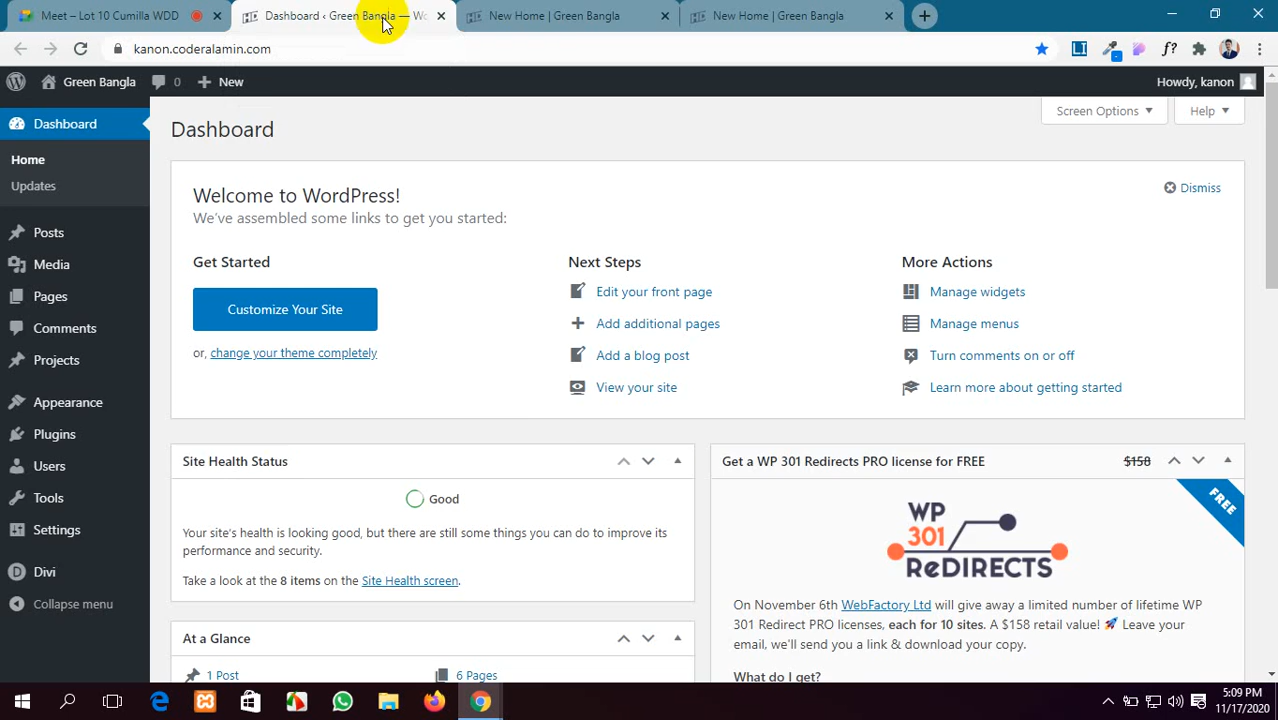 Meet – Lot 10 Cumilla WDD
Dashboard ‹ Green Bangla — Wo
New Home | Green Bangla
New Home | Green Bangla
kanon.coderalamin.com
Green Bangla
0
New
Howdy, kanon
Dashboard
Home
Updates
Posts
Media
Pages
Comments
Projects
Appearance
Plugins
Users
Tools
Settings
Divi
Collapse menu
Dashboard
Screen Options
Help
Welcome to WordPress!
We've assembled some links to get you started:
Dismiss
Get Started
Customize Your Site
or, change your theme completely
Next Steps
Edit your front page
Add additional pages
Add a blog post
View your site
More Actions
Manage widgets
Manage menus
Turn comments on or off
Learn more about getting started
Site Health Status
Good
Your site's health is looking good, but there are still some things you can do to improve its
performance and security.
Take a look at the 8 items on the Site Health screen.
At a Glance
1 Post
6 Pages
Get a WP 301 Redirects PRO license for FREE
$158
FREE
WP
301
ReDIRECTS
On November 6th WebFactory Ltd will give away a limited number of lifetime WP
301 Redirect PRO licenses, each for 10 sites. A $158 retail value! 🚀 Leave your
email, we'll send you a link & download your copy.
What do I get?
5:09 PM
11/17/2020